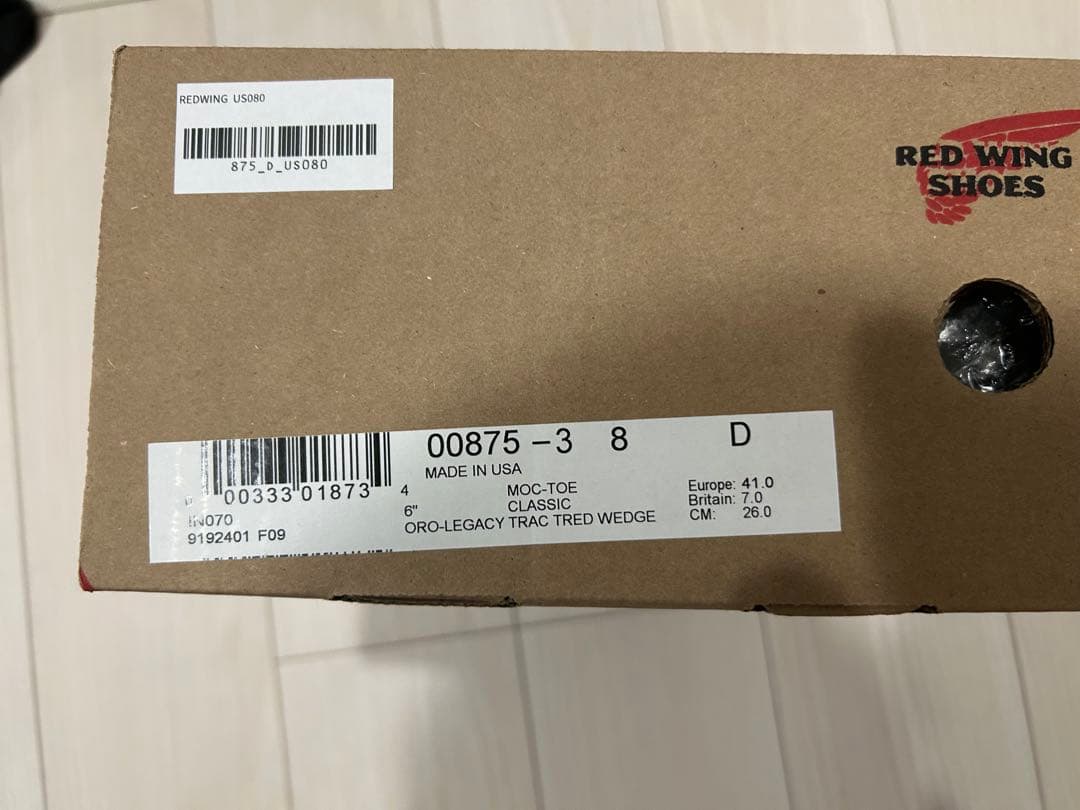 REDWING US080
875_D_US080
RED WING
SHOES
00875 -3 8 D
MADE IN USA
0 00333 01873 4
MOC-TOE
6" CLASSIC
ORO-LEGACY TRAC TRED WEDGE
Europe: 41.0
Britain: 7.0
CM: 26.0
IN070
9192401 F09